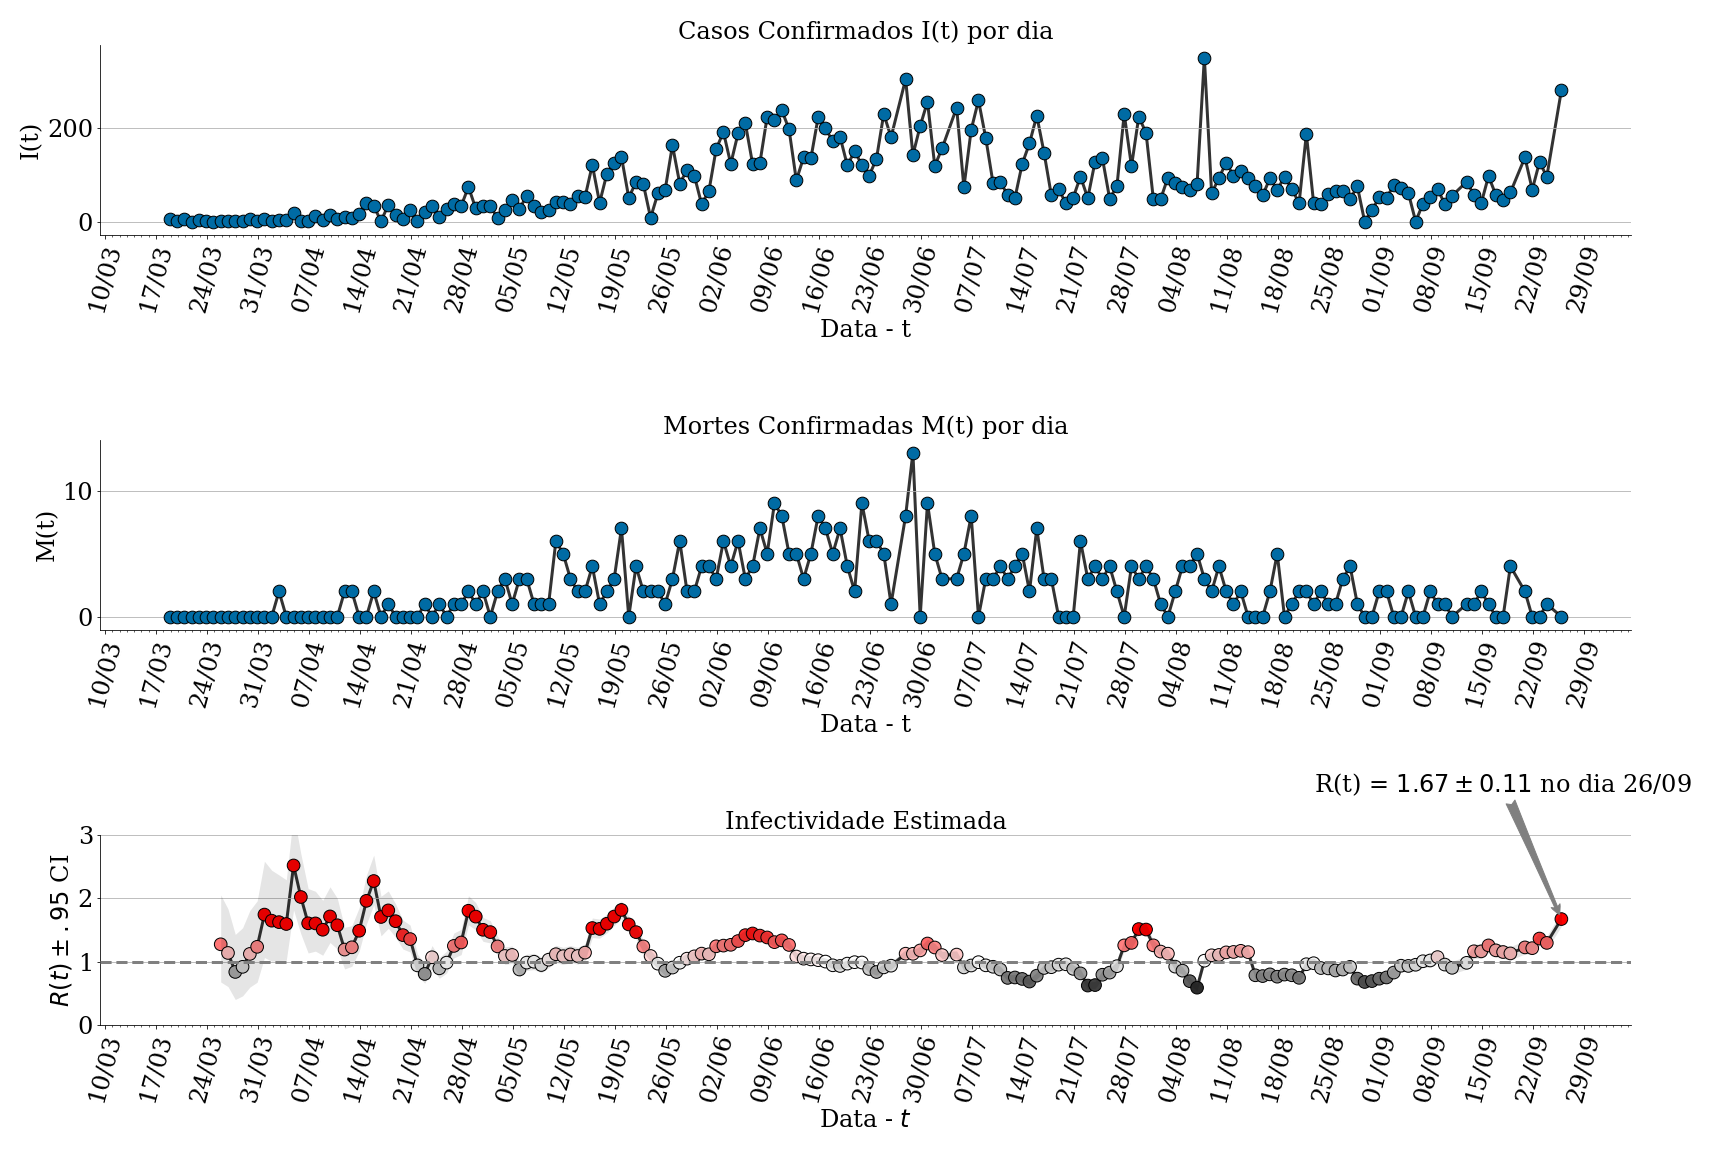 Casos Confirmados I(t) por dia
I(t)
200
0
10/03 17/03 24/03 31/03 07/04 14/04 21/04 28/04 05/05 12/05 19/05 26/05 02/06 09/06 16/06 23/06 30/06 07/07 14/07 21/07 28/07 04/08 11/08 18/08 25/08 01/09 08/09 15/09 22/09 29/09
Data - t
Mortes Confirmadas M(t) por dia
M(t)
10
0
10/03 17/03 24/03 31/03 07/04 14/04 21/04 28/04 05/05 12/05 19/05 26/05 02/06 09/06 16/06 23/06 30/06 07/07 14/07 21/07 28/07 04/08 11/08 18/08 25/08 01/09 08/09 15/09 22/09 29/09
Data - t
R(t) = 1.67 ± 0.11 no dia 26/09
Infectividade Estimada
R(t) ± .95 CI
3
2
1
0
10/03 17/03 24/03 31/03 07/04 14/04 21/04 28/04 05/05 12/05 19/05 26/05 02/06 09/06 16/06 23/06 30/06 07/07 14/07 21/07 28/07 04/08 11/08 18/08 25/08 01/09 08/09 15/09 22/09 29/09
Data - t